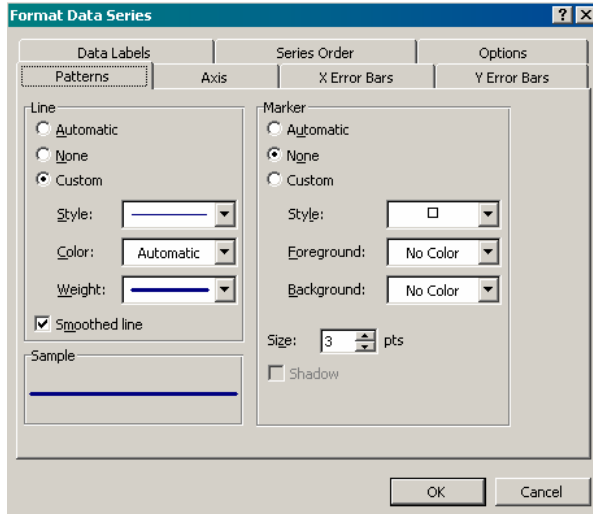 Format Data Series
Data Labels
Series Order
Options
Patterns
Axis
X Error Bars
Y Error Bars
Line
Automatic
None
Custom
Style:
Color: Automatic
Weight:
Smoothed line
Sample
Marker
Automatic
None
Custom
Style:
Foreground: No Color
Background: No Color
Size: 3 pts
Shadow
OK
Cancel